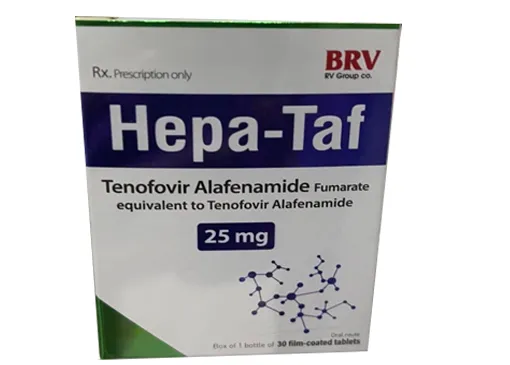 BRV
RV Group co.
Rx. Prescription only
Hepa-Taf
Tenofovir Alafenamide Fumarate
equivalent to Tenofovir Alafenamide
25 mg
Oral route
Box of 1 bottle of 30 film-coated tablets